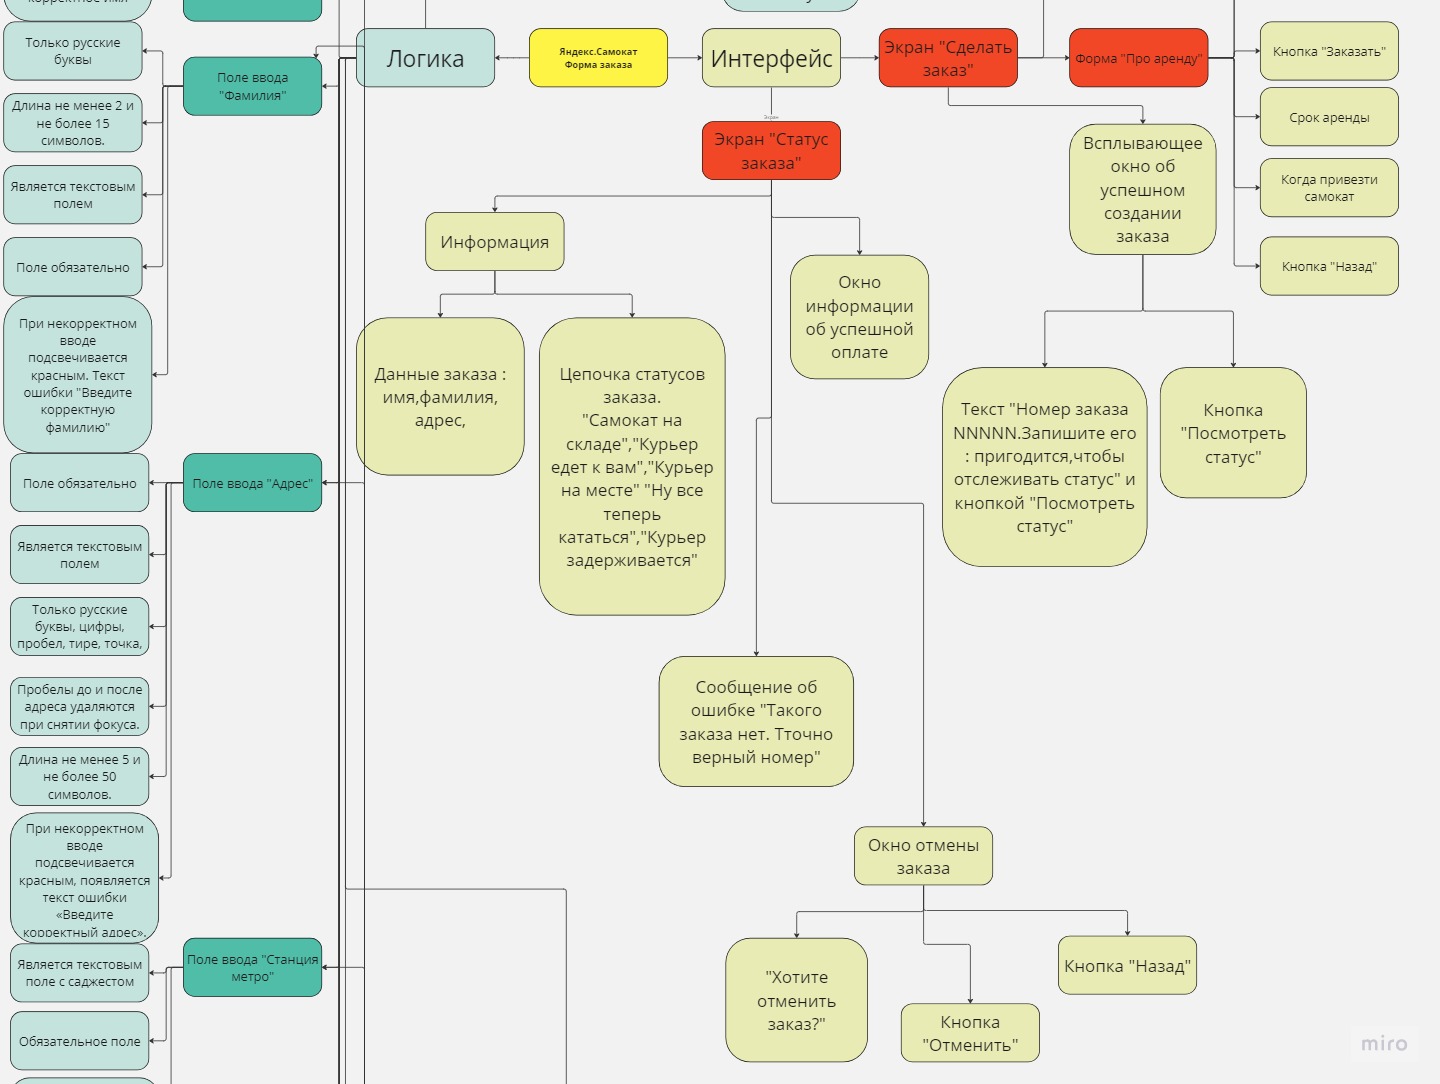 корректное имя
Только русские
буквы
Длина не менее 2 и
не более 15
символов.
Является текстовым
полем
Поле обязательно
При некорректном
вводе
подсвечивается
красным. Текст
ошибки "Введите
корректную
фамилию"
Поле ввода
"Фамилия"
Логика
Яндекс.Самокат
Форма заказа
Интерфейс
Экран "Сделать
заказ"
Форма "Про аренду"
Кнопка "Заказать"
Срок аренды
Когда привезти
самокат
Кнопка "Назад"
Экран
Экран "Статус
заказа"
Всплывающее
окно об
успешном
создании
заказа
Информация
Окно
информации
об успешной
оплате
Данные заказа :
имя,фамилия,
адрес,
Цепочка статусов
заказа.
"Самокат на
складе","Курьер
едет к вам","Курьер
на месте" "Ну все
теперь
кататься","Курьер
задерживается"
Текст "Номер заказа
NNNNN.Запишите его
: пригодится,чтобы
отслеживать статус" и
кнопкой "Посмотреть
статус"
Кнопка
"Посмотреть
статус"
Поле обязательно
Поле ввода "Адрес"
Является текстовым
полем
Только русские
буквы, цифры,
пробел, тире, точка,
Пробелы до и после
адреса удаляются
при снятии фокуса.
Длина не менее 5 и
не более 50
символов.
При некорректном
вводе
подсвечивается
красным, появляется
текст ошибки
«Введите
корректный адрес».
Сообщение об
ошибке "Такого
заказа нет. Тточно
верный номер"
Окно отмены
заказа
"Хотите
отменить
заказ?"
Кнопка
"Отменить"
Кнопка "Назад"
Поле ввода "Станция
метро"
Является текстовым
поле с саджестом
Обязательное поле
miro